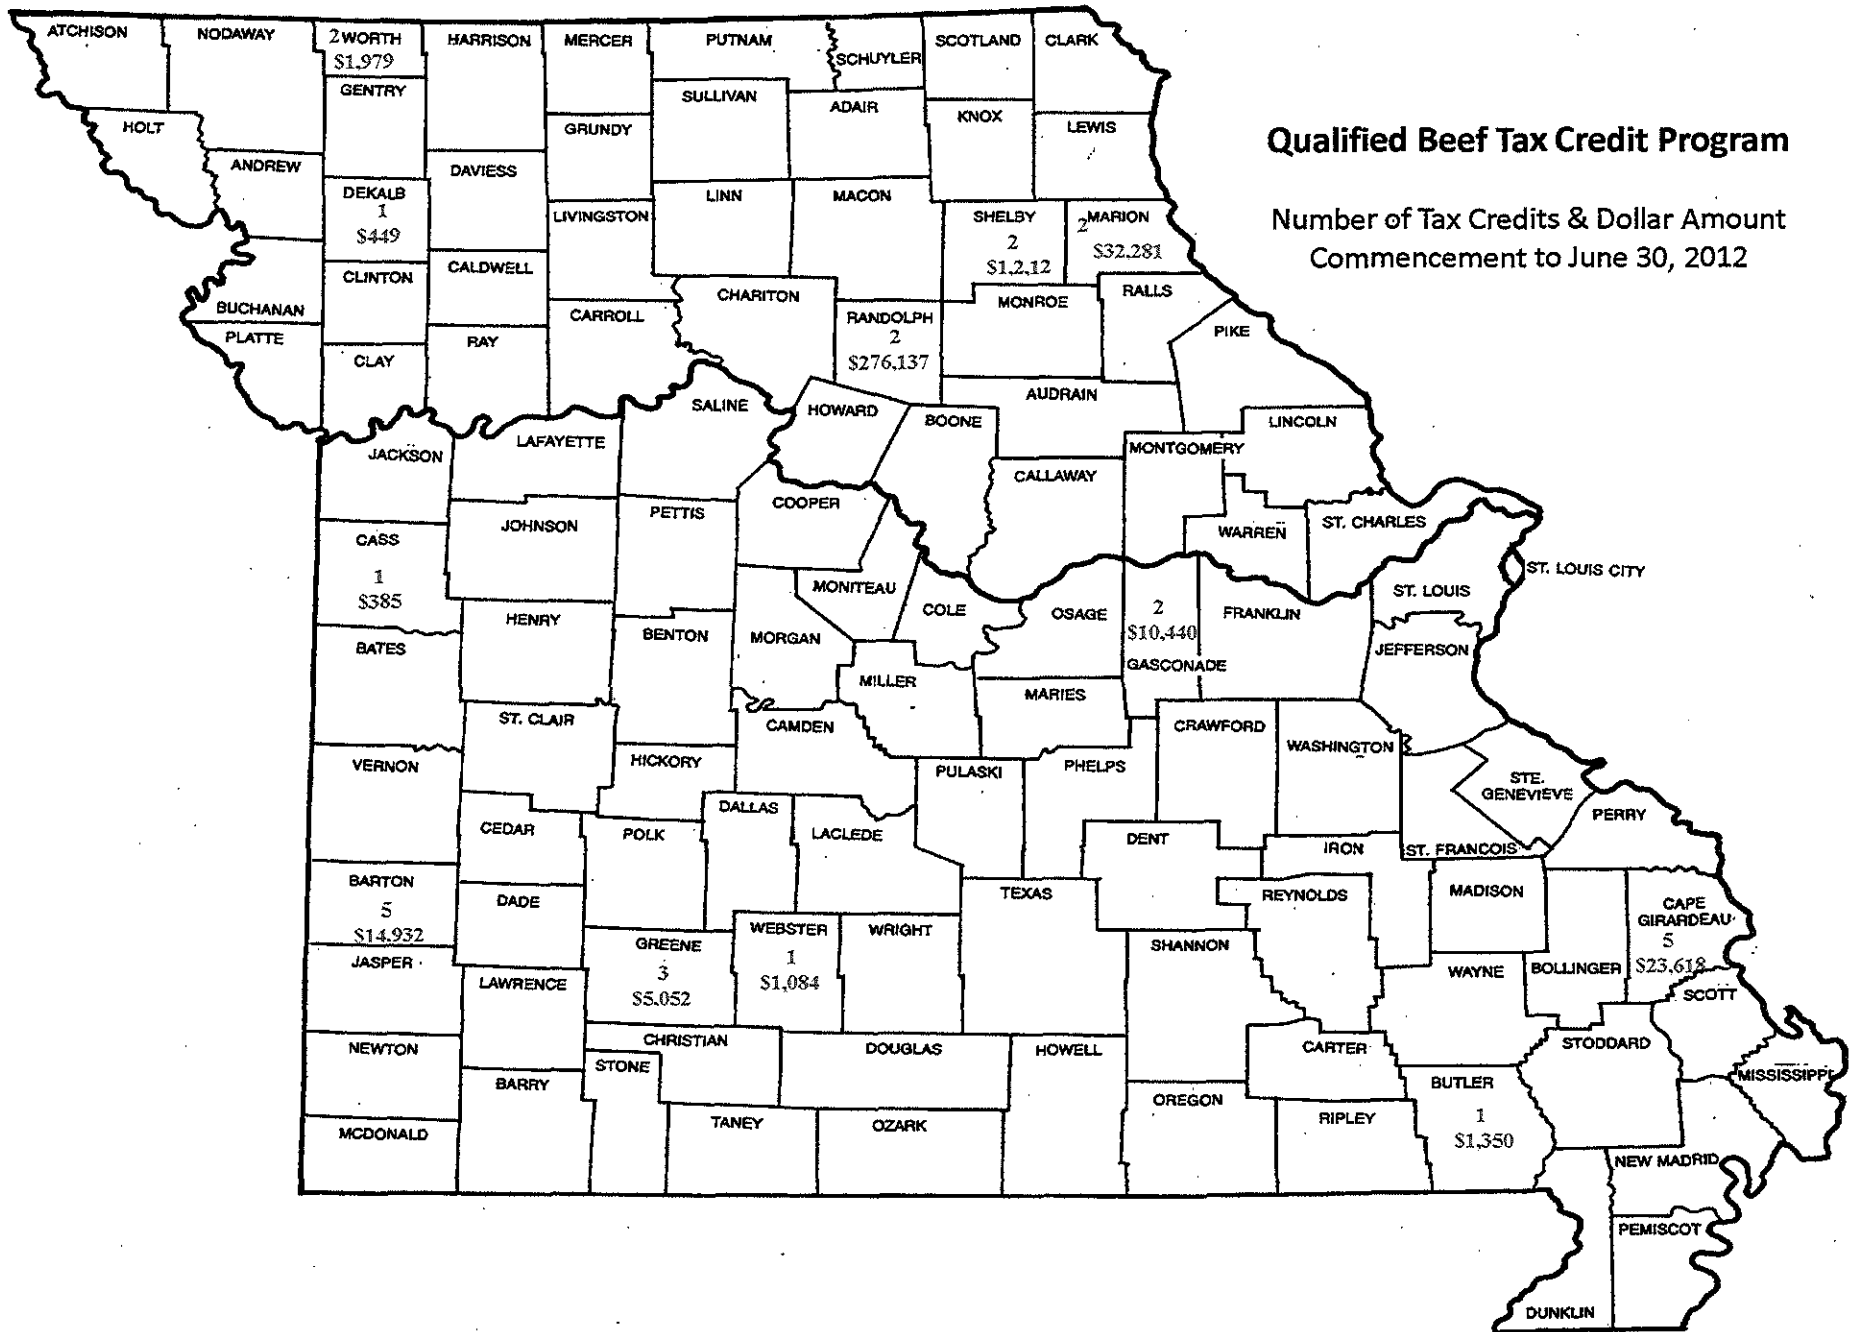 ATCHISON
NODAWAY
2 WORTH
$1,979
HARRISON
MERCER
PUTNAM
SCHUYLER
SCOTLAND
CLARK
GENTRY
SULLIVAN
ADAIR
KNOX
LEWIS
HOLT
GRUNDY
ANDREW
DAVIESS
DEKALB
1
$449
LINN
MACON
LIVINGSTON
SHELBY
2
$1,2,12
2 MARION
$32,281
Qualified Beef Tax Credit Program
Number of Tax Credits & Dollar Amount
Commencement to June 30, 2012
CLINTON
CALDWELL
CHARITON
MONROE
RALLS
BUCHANAN
CARROLL
RANDOLPH
2
$276,137
PIKE
PLATTE
CLAY
RAY
SALINE
HOWARD
AUDRAIN
BOONE
LINCOLN
JACKSON
LAFAYETTE
MONTGOMERY
CALLAWAY
COOPER
PETTIS
JOHNSON
WARREN
ST. CHARLES
CASS
1
$385
MONITEAU
ST. LOUIS CITY
ST. LOUIS
COLE
OSAGE
2
$10,440
GASCONADE
FRANKLIN
HENRY
BENTON
MORGAN
BATES
JEFFERSON
MILLER
MARIES
ST. CLAIR
CAMDEN
CRAWFORD
WASHINGTON
VERNON
HICKORY
PULASKI
PHELPS
STE.
GENEVIEVE
DALLAS
PERRY
CEDAR
POLK
LACLEDE
DENT
IRON
ST. FRANCOIS
BARTON
5
$14,932
DADE
TEXAS
REYNOLDS
MADISON
CAPE
GIRARDEAU
5
$23,618
GREENE
3
$5,052
WEBSTER
1
$1,084
WRIGHT
SHANNON
JASPER
WAYNE
BOLLINGER
LAWRENCE
SCOTT
NEWTON
CHRISTIAN
DOUGLAS
HOWELL
CARTER
STODDARD
STONE
BARRY
MISSISSIPPI
BUTLER
1
$1,350
OREGON
RIPLEY
TANEY
OZARK
MCDONALD
NEW MADRID
PEMISCOT
DUNKLIN